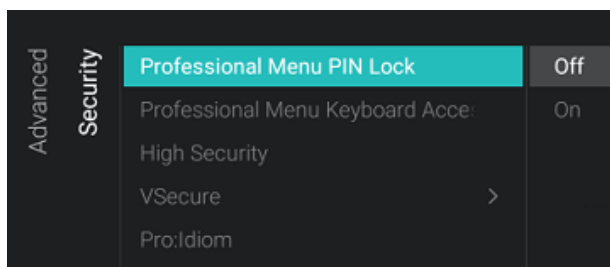 Advanced
Security
Professional Menu PIN Lock
Off
Professional Menu Keyboard Acce
On
High Security
VSecure
Pro:Idiom